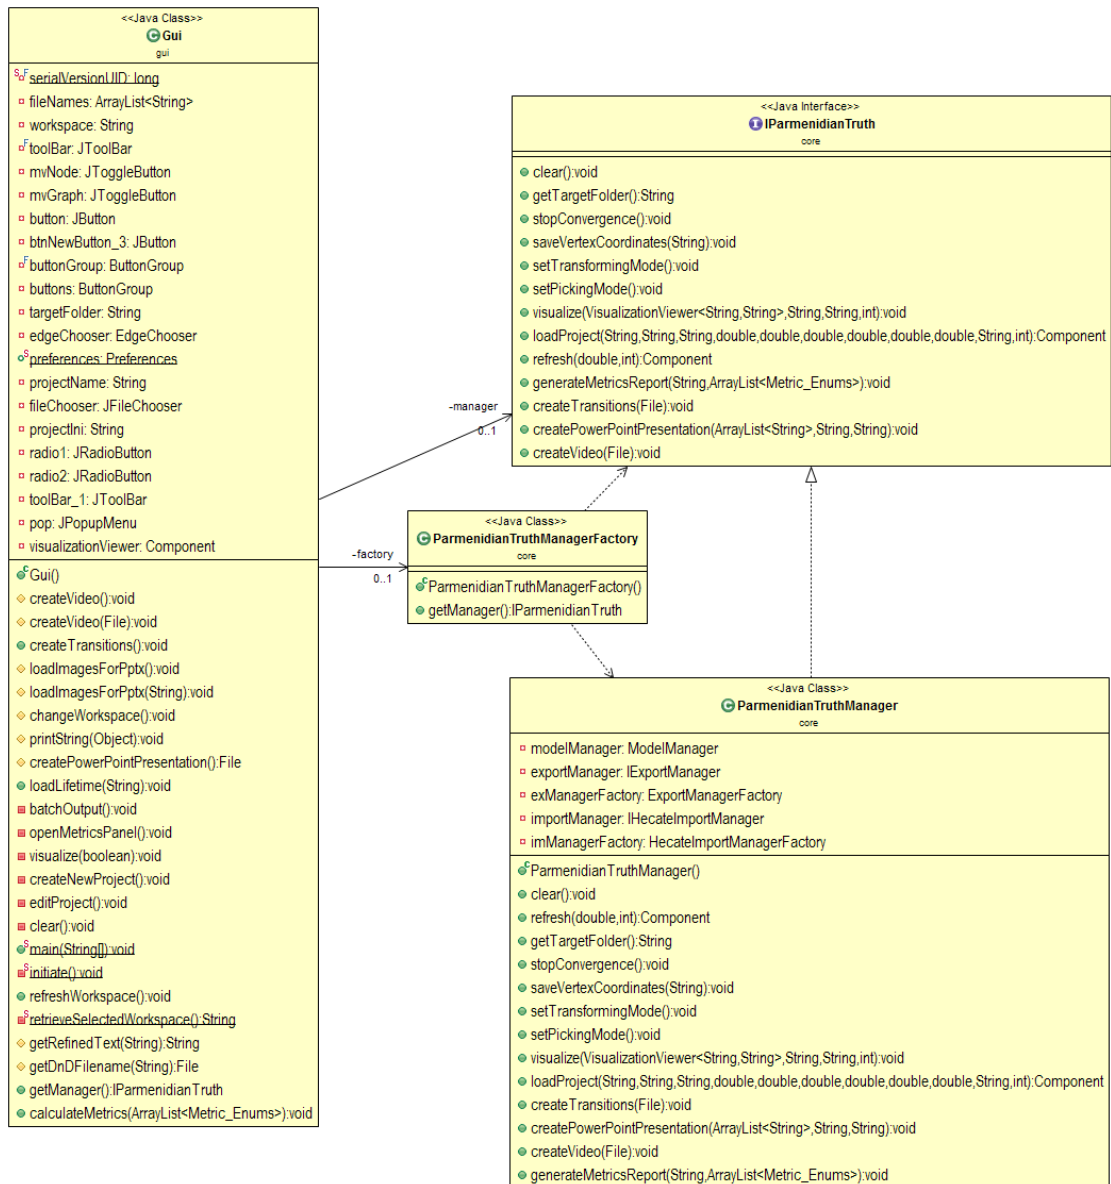 <<Java Class>>
Gui
gui
serialVersionUID: long
fileNames: ArrayList<String>
workspace: String
toolBar: JToolBar
mvNode: JToggleButton
mvGraph: JToggleButton
button: JButton
btnNewButton_3: JButton
buttonGroup: ButtonGroup
buttons: ButtonGroup
targetFolder: String
edgeChooser: EdgeChooser
preferences: Preferences
projectName: String
fileChooser: JFileChooser
projectIni: String
radio1: JRadioButton
radio2: JRadioButton
toolBar_1: JToolBar
pop: JPopupMenu
visualizationViewer: Component
Gui()
createVideo():void
createVideo(File):void
createTransitions():void
loadImagesForPptx():void
loadImagesForPptx(String):void
changeWorkspace():void
printString(Object):void
createPowerPointPresentation():File
loadLifetime(String):void
batchOutput():void
openMetricsPanel():void
visualize(boolean):void
createNewProject():void
editProject():void
clear():void
main(String[]):void
initiate():void
refreshWorkspace():void
retrieveSelectedWorkspace():String
getRefinedText(String):String
getDnDFilename(String):File
getManager():IParmenidianTruth
calculateMetrics(ArrayList<Metric_Enums>):void
-manager
0..1
-factory
0..1
<<Java Interface>>
IParmenidianTruth
core
clear():void
getTargetFolder():String
stopConvergence():void
saveVertexCoordinates(String):void
setTransformingMode():void
setPickingMode():void
visualize(VisualizationViewer<String,String>,String,String,int):void
loadProject(String,String,String,double,double,double,double,double,double,String,int):Component
refresh(double,int):Component
generateMetricsReport(String,ArrayList<Metric_Enums>):void
createTransitions(File):void
createPowerPointPresentation(ArrayList<String>,String,String):void
createVideo(File):void
<<Java Class>>
ParmenidianTruthManagerFactory
core
ParmenidianTruthManagerFactory()
getManager():IParmenidianTruth
<<Java Class>>
ParmenidianTruthManager
core
modelManager: ModelManager
exportManager: IExportManager
exManagerFactory: ExportManagerFactory
importManager: IHecateImportManager
imManagerFactory: HecateImportManagerFactory
ParmenidianTruthManager()
clear():void
refresh(double,int):Component
getTargetFolder():String
stopConvergence():void
saveVertexCoordinates(String):void
setTransformingMode():void
setPickingMode():void
visualize(VisualizationViewer<String,String>,String,String,int):void
loadProject(String,String,String,double,double,double,double,double,double,String,int):Component
createTransitions(File):void
createPowerPointPresentation(ArrayList<String>,String,String):void
createVideo(File):void
generateMetricsReport(String,ArrayList<Metric_Enums>):void